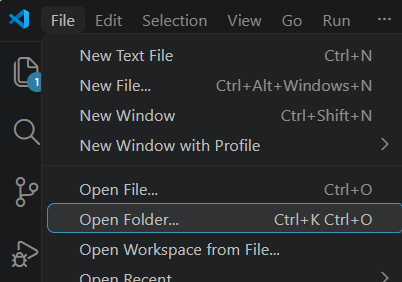 File Edit Selection View Go Run ...
New Text File Ctrl+N
New File... Ctrl+Alt+Windows+N
1
New Window Ctrl+Shift+N
New Window with Profile
Open File... Ctrl+O
Open Folder... Ctrl+K Ctrl+O
Open Workspace from File...
Open Recent